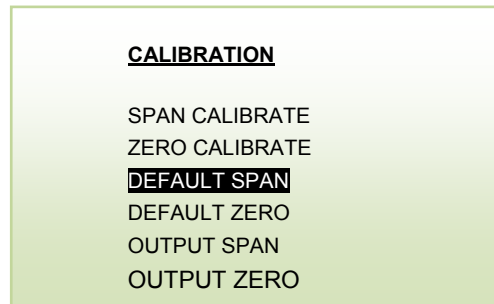 CALIBRATION
SPAN CALIBRATE
ZERO CALIBRATE
DEFAULT SPAN
DEFAULT ZERO
OUTPUT SPAN
OUTPUT ZERO